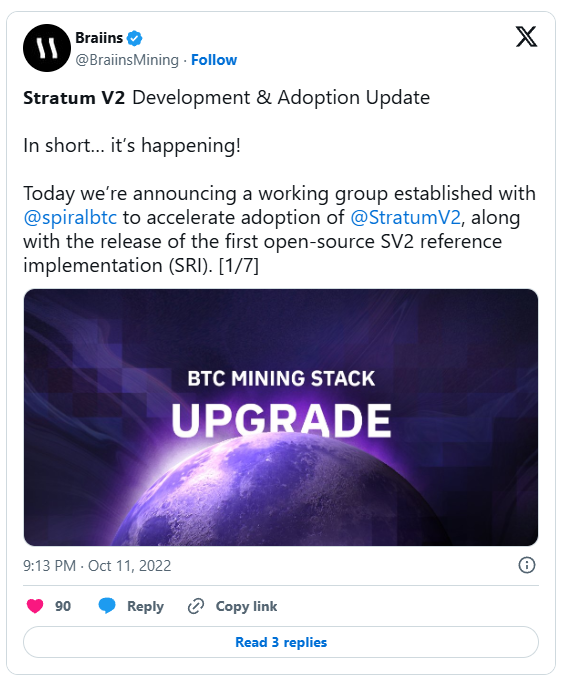 Braiins
@BraiinsMining · Follow
Stratum V2 Development & Adoption Update
In short… it’s happening!
Today we’re announcing a working group established with
@spiralbtc to accelerate adoption of @StratumV2, along
with the release of the first open-source SV2 reference
implementation (SRI). [1/7]
BTC MINING STACK
UPGRADE
9:13 PM · Oct 11, 2022
90 Reply Copy link
Read 3 replies